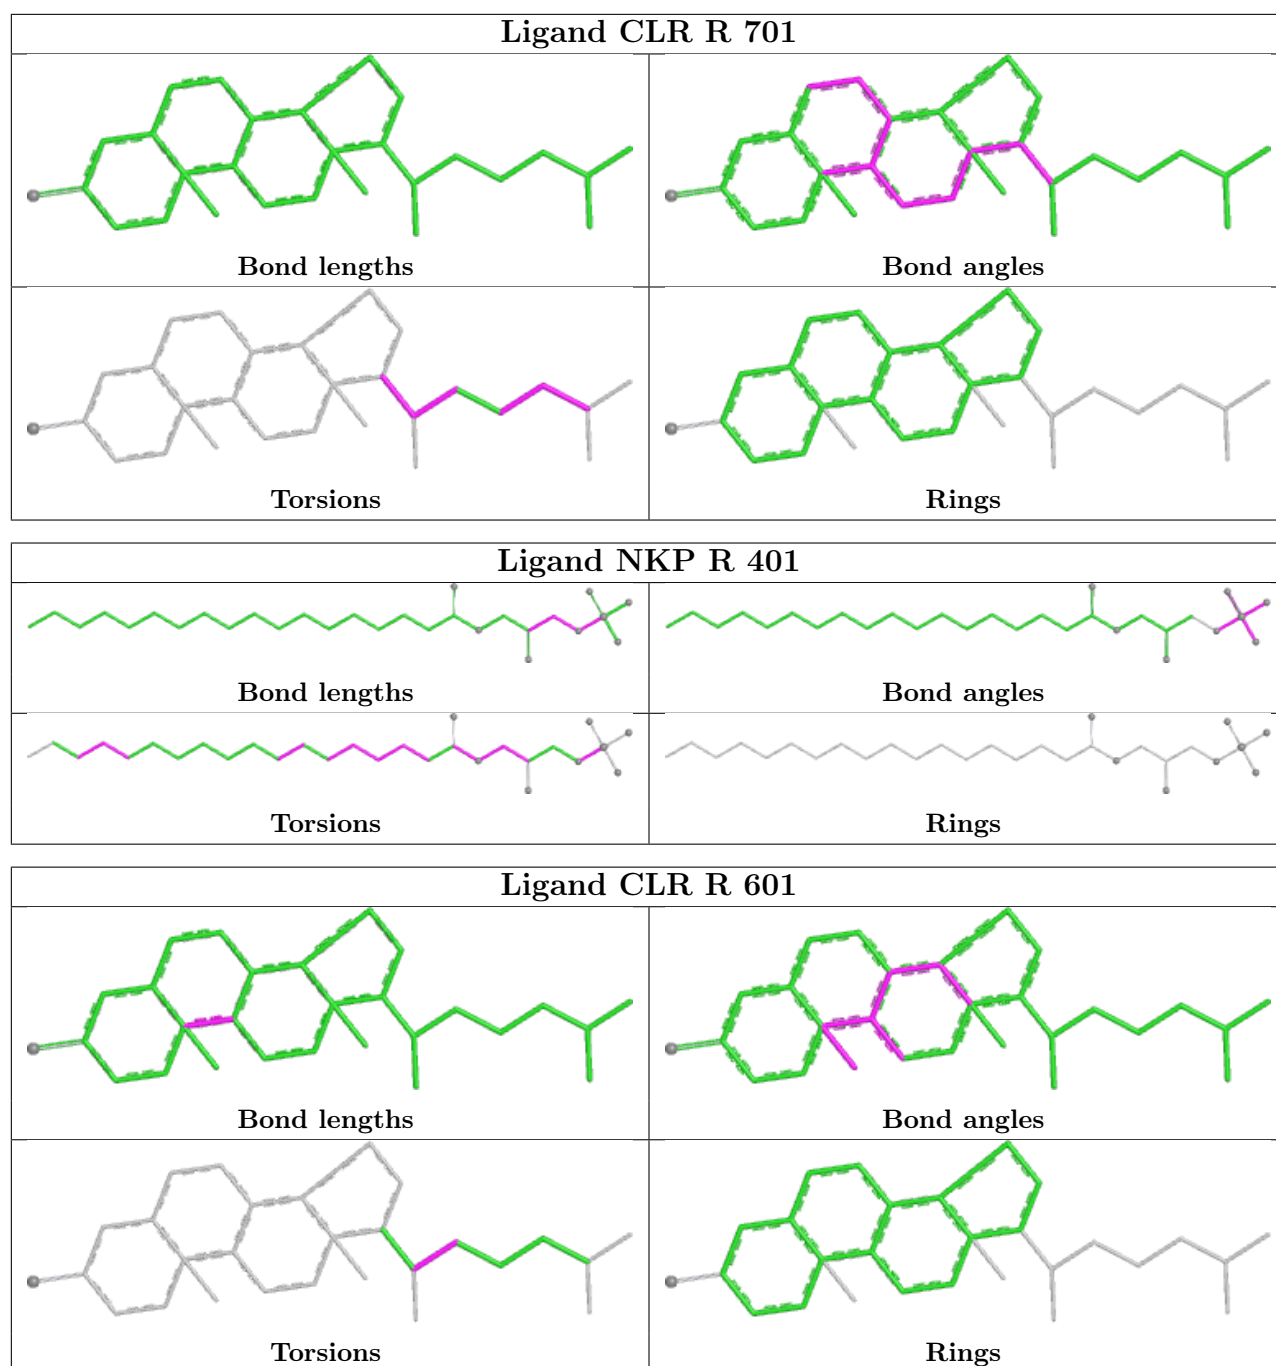 Ligand CLR R 701
Bond lengths
Bond angles
Torsions
Rings
Ligand NKP R 401
Bond lengths
Bond angles
Torsions
Rings
Ligand CLR R 601
Bond lengths
Bond angles
Torsions
Rings